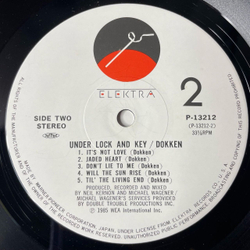 ELEKTRA
SIDE TWO
STEREO
2
P-13212
(P-13212-2)
33⅓RPM
UNDER LOCK AND KEY / DOKKEN
1. IT'S NOT LOVE (Dokken)
2. JADED HEART (Dokken)
3. DON'T LIE TO ME (Dokken)
4. WILL THE SUN RISE (Dokken)
5. TIL' THE LIVING END (Dokken)
PRODUCED, RECORDED AND MIXED
BY NEIL KERNON AND MICHAEL WAGENER/
MICHAEL WAGENER'S SERVICES BY
DOUBLE TROUBLE PRODUCTIONS INC.
℗ 1985 WEA International Inc.